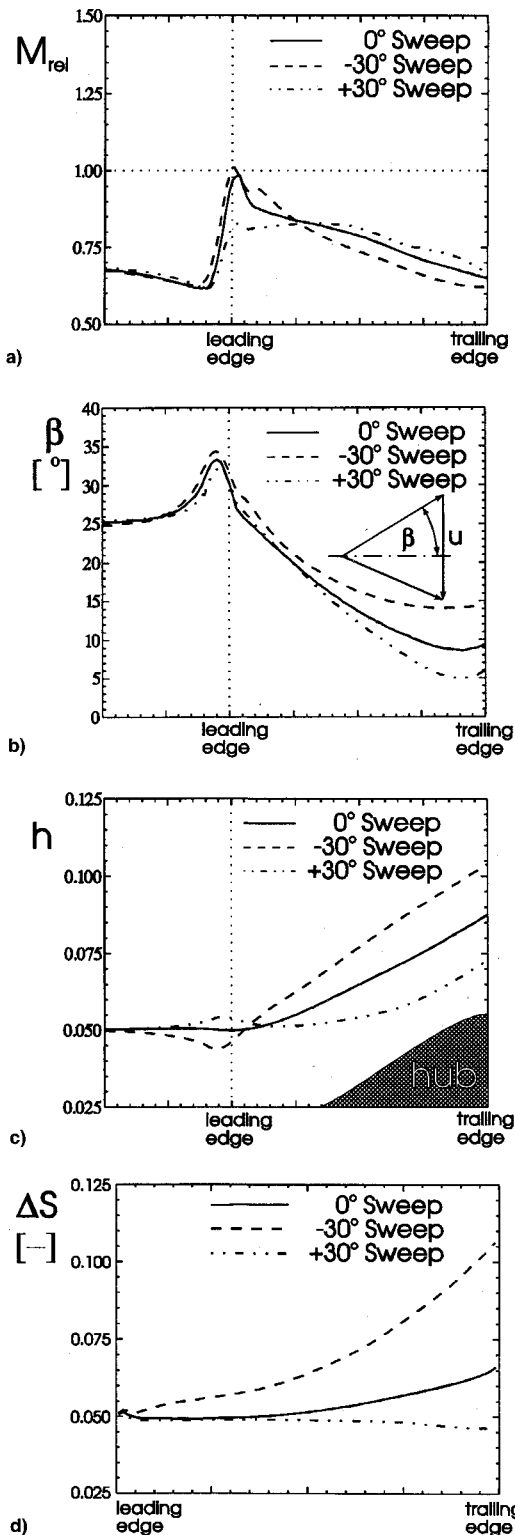 1.50
M rel
0° Sweep
-30° Sweep
+30° Sweep
1.25
1.00
0.75
0.50
leading edge
trailing edge
a)
40
β
[ ° ]
0° Sweep
-30° Sweep
+30° Sweep
35
30
25
β u
20
15
10
5
0
leading edge
trailing edge
b)
0.125
h
0° Sweep
-30° Sweep
+30° Sweep
0.100
0.075
0.050
hub
0.025
leading edge
trailing edge
c)
0.125
ΔS
[—]
0° Sweep
-30° Sweep
+30° Sweep
0.100
0.075
0.050
0.025
leading edge
trailing edge
d)